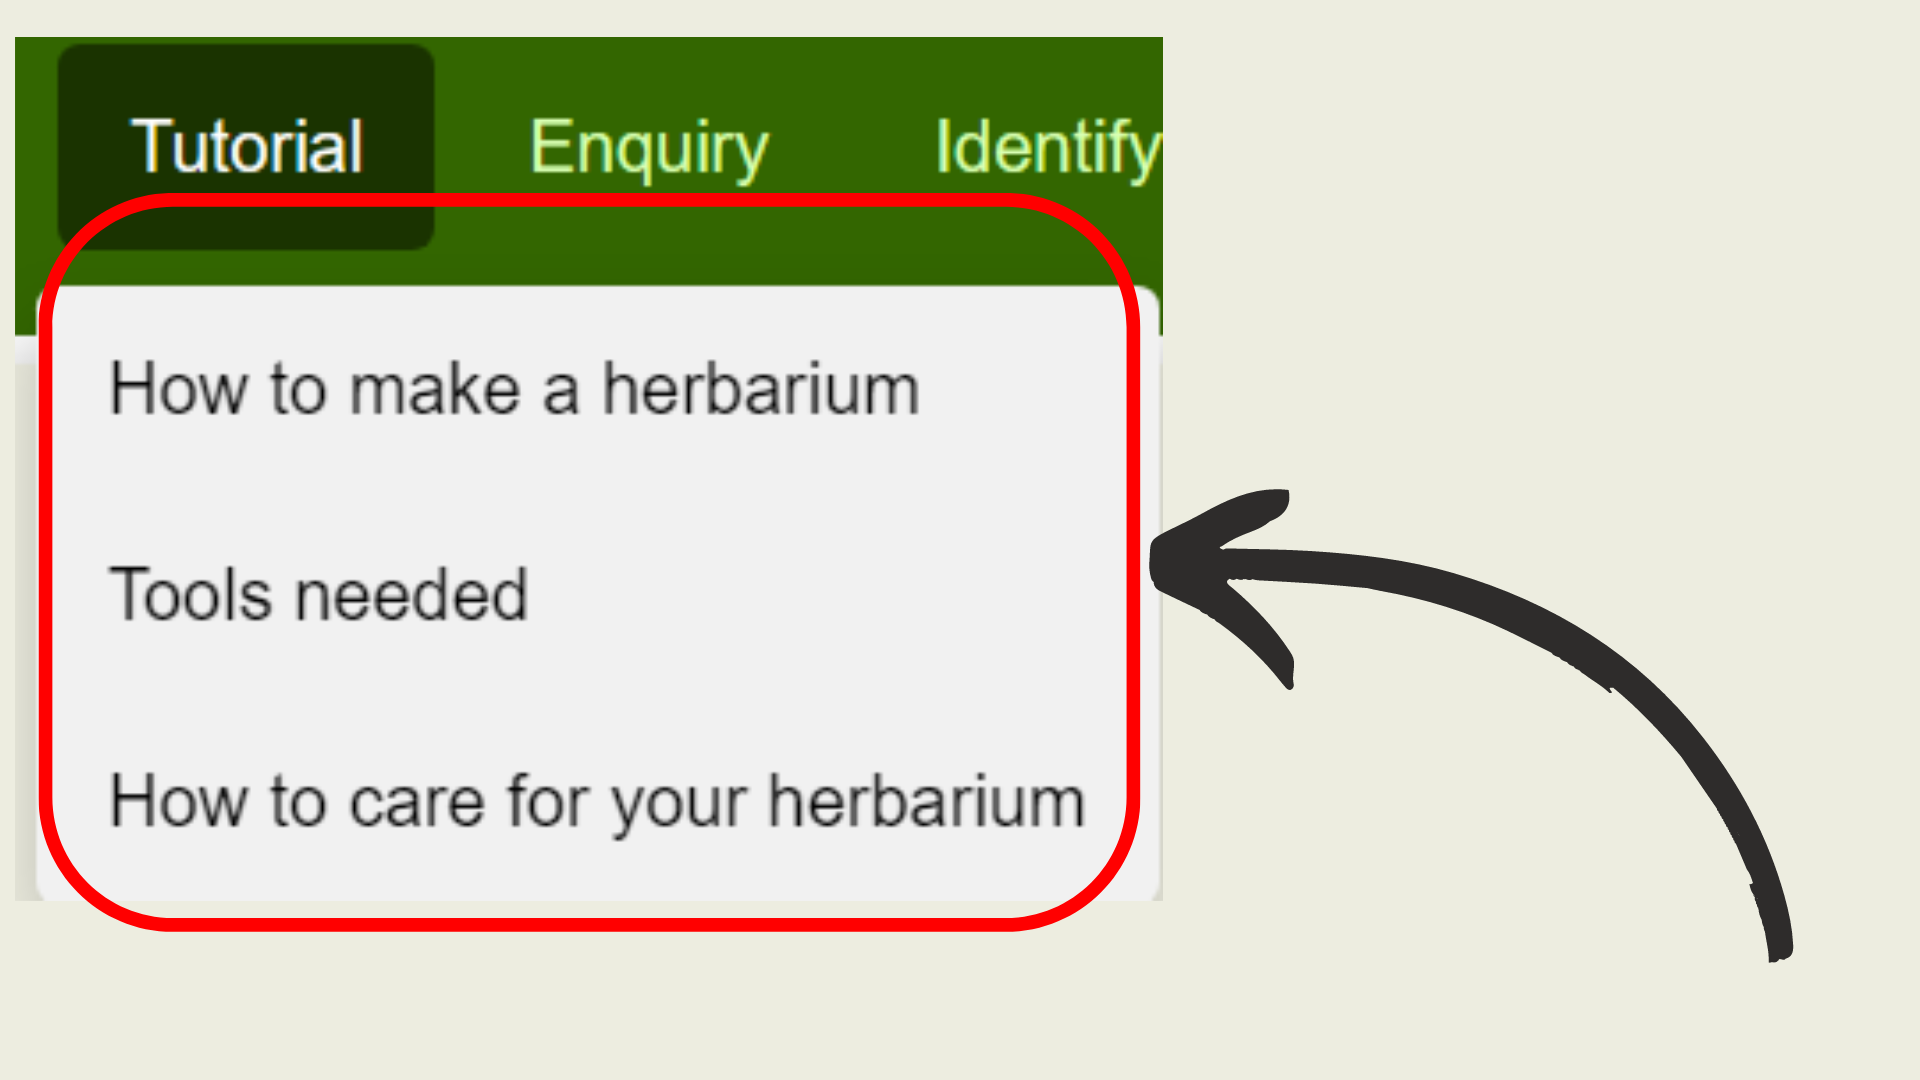 Tutorial Enquiry Identify
How to make a herbarium
Tools needed
How to care for your herbarium